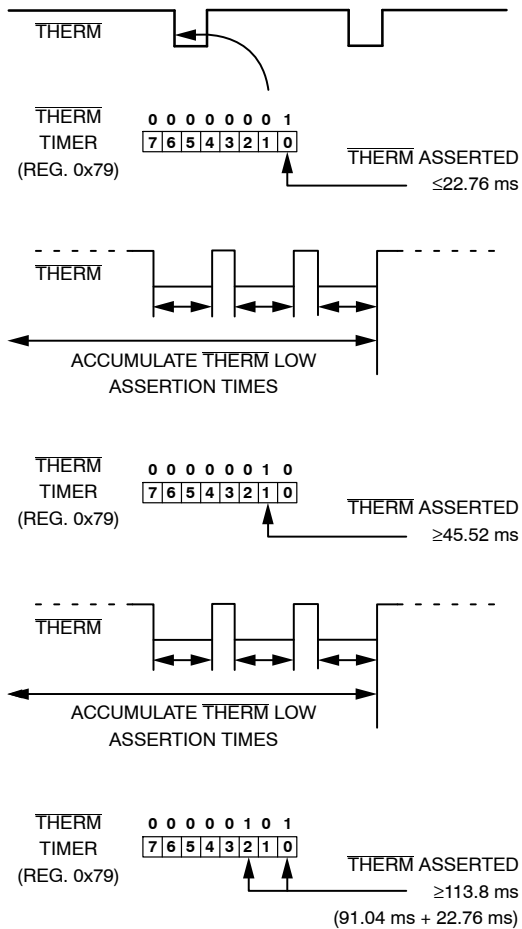 THERM
THERM
TIMER
(REG. 0x79)
0 0 0 0 0 0 0 1
7 6 5 4 3 2 1 0
THERM ASSERTED
≤22.76 ms
THERM
ACCUMULATE THERM LOW
ASSERTION TIMES
THERM
TIMER
(REG. 0x79)
0 0 0 0 0 0 1 0
7 6 5 4 3 2 1 0
THERM ASSERTED
≥45.52 ms
THERM
ACCUMULATE THERM LOW
ASSERTION TIMES
THERM
TIMER
(REG. 0x79)
0 0 0 0 0 1 0 1
7 6 5 4 3 2 1 0
THERM ASSERTED
≥113.8 ms
(91.04 ms + 22.76 ms)